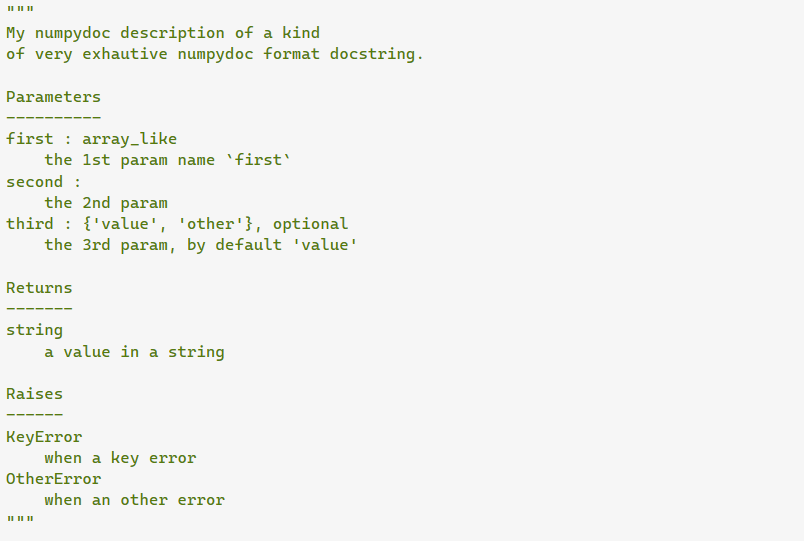 """
My numpydoc description of a kind
of very exhautive numpydoc format docstring.

Parameters
----------
first : array_like
    the 1st param name `first`
second :
    the 2nd param
third : {'value', 'other'}, optional
    the 3rd param, by default 'value'

Returns
-------
string
    a value in a string

Raises
------
KeyError
    when a key error
OtherError
    when an other error
"""